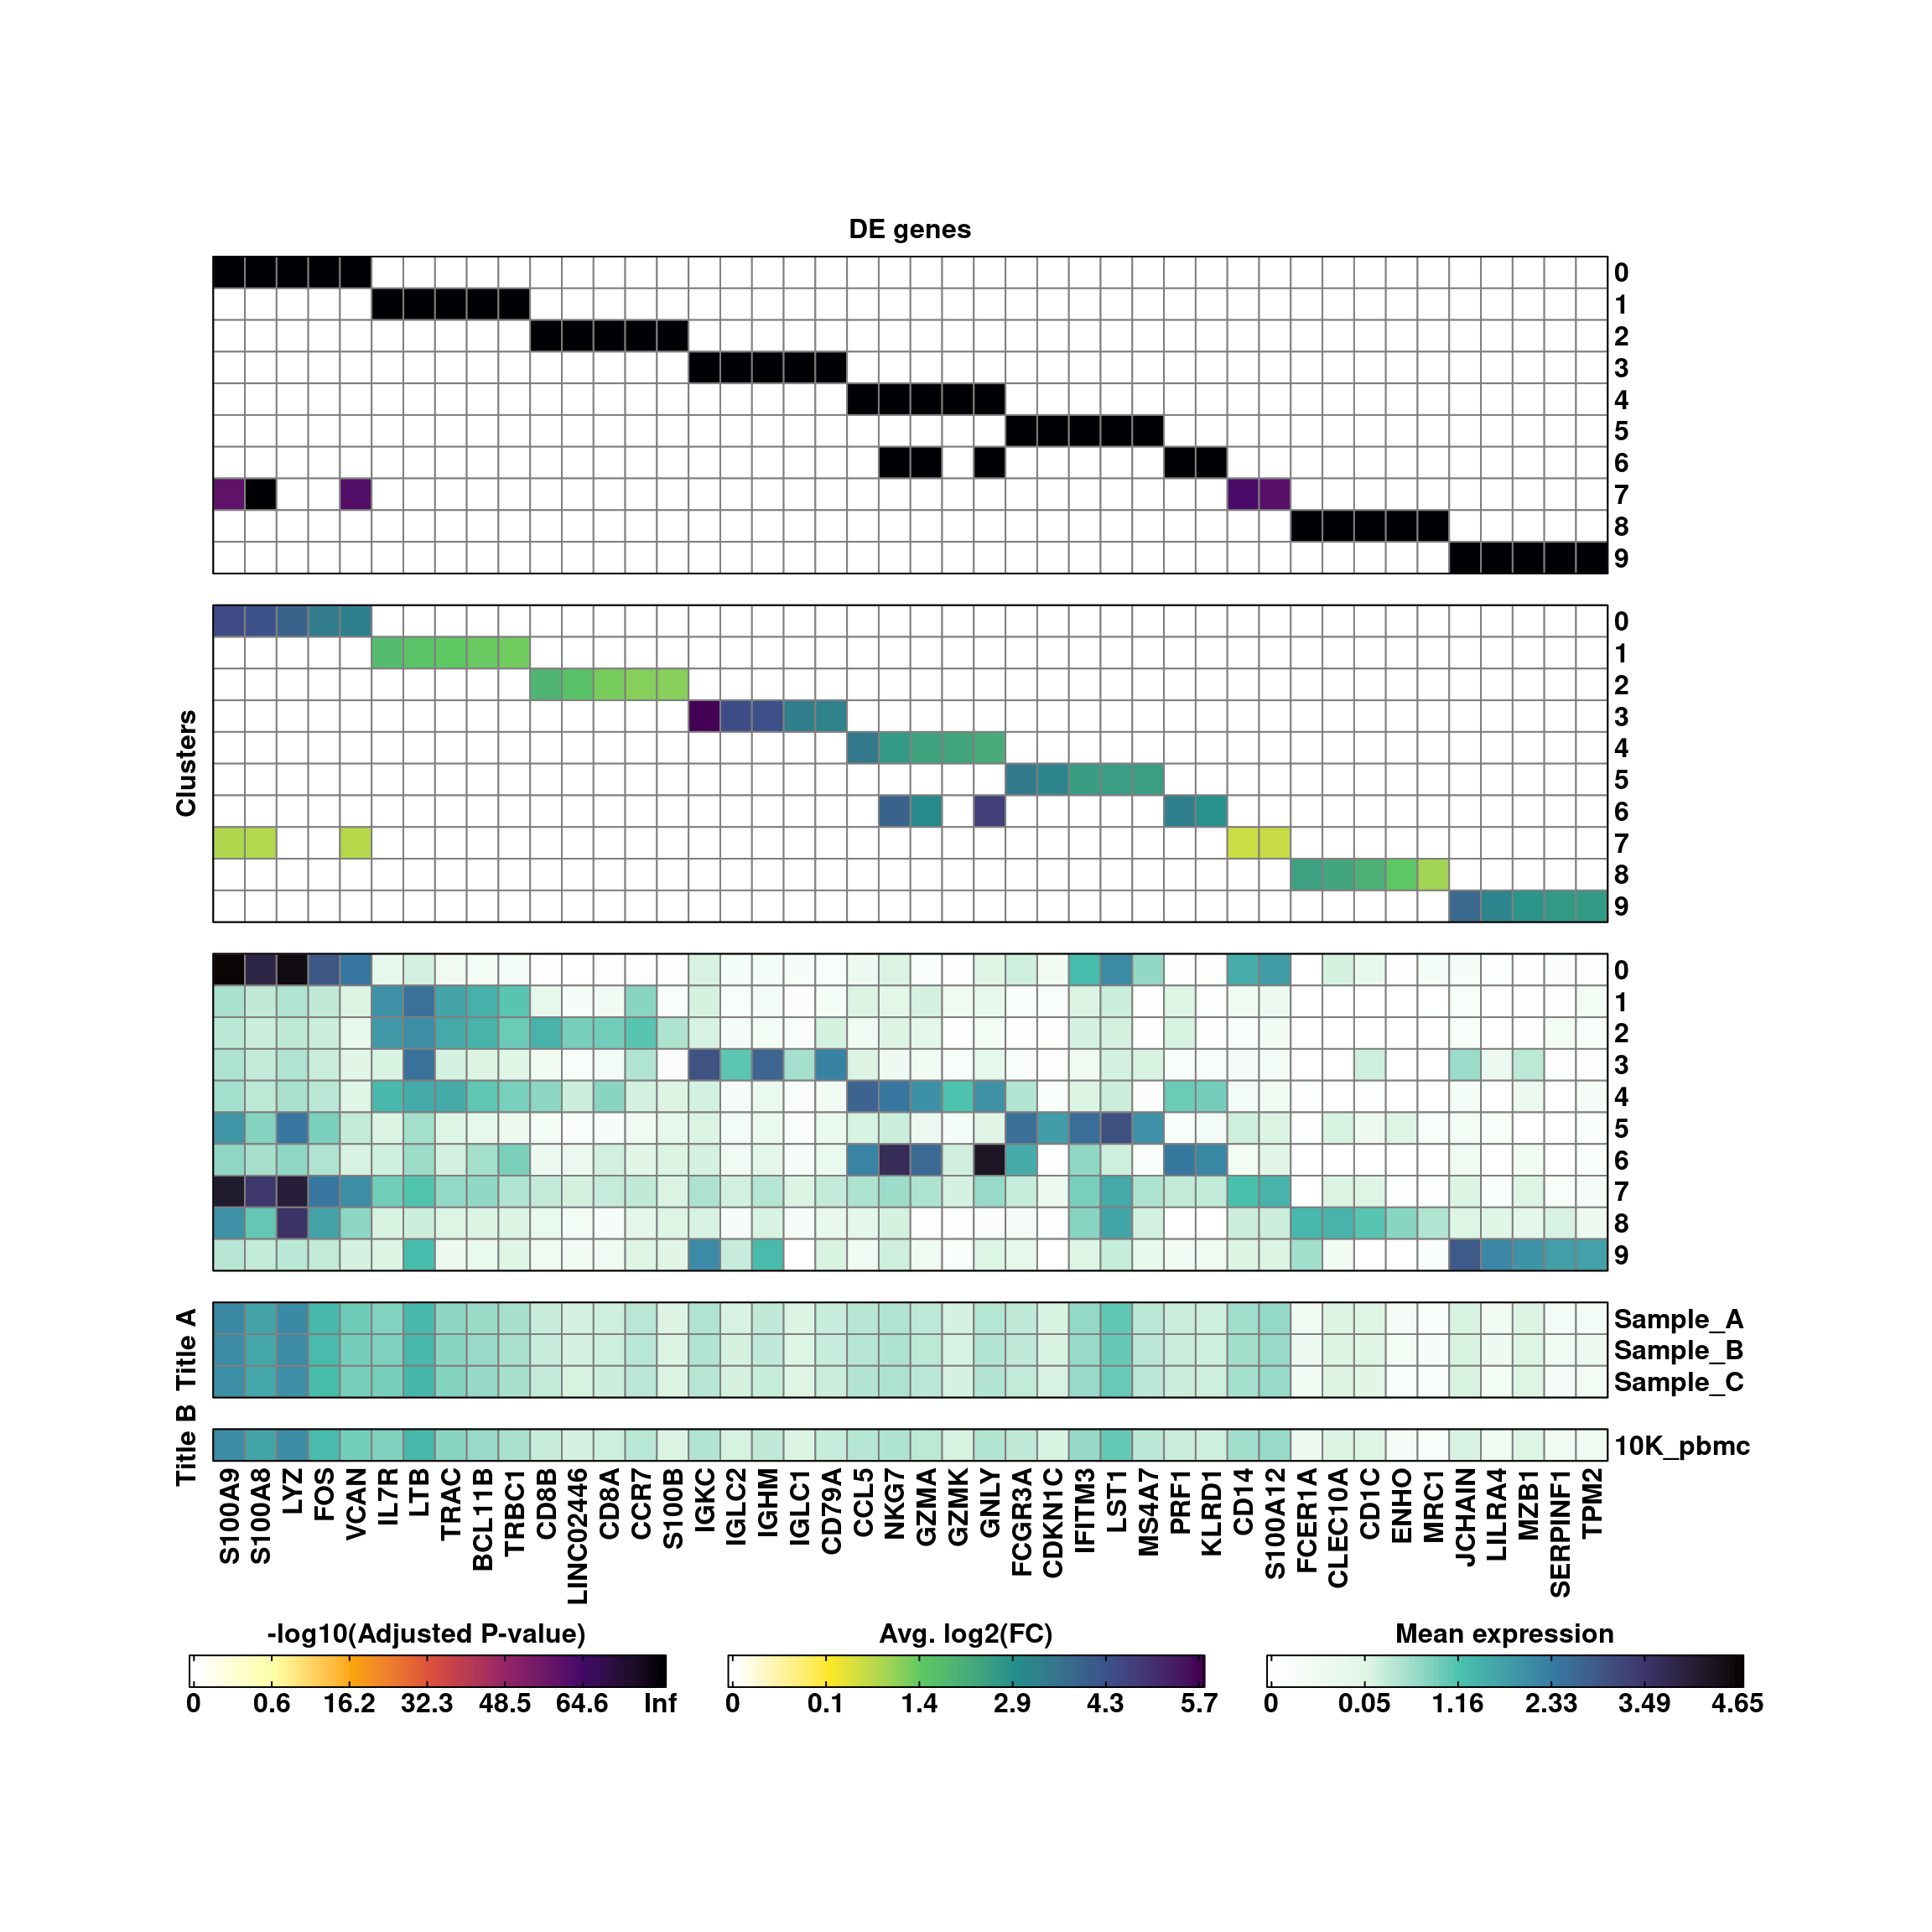 DE genes
0
1
2
3
4
5
6
7
8
9
Clusters
0
1
2
3
4
5
6
7
8
9
0
1
2
3
4
5
6
7
8
9
Title A
Sample_A
Sample_B
Sample_C
Title B
10K_pbmc
S100A9 S100A8 LYZ FOS VCAN IL7R LTB TRAC BCL11B TRBC1 CD8B LINC02446 CD8A CCR7 S100B IGKC IGLC2 IGHM IGLC1 CD79A CCL5 NKG7 GZMA GZMK GNLY FCGR3A CDKN1C IFITM3 LST1 MS4A7 PRF1 KLRD1 CD14 S100A12 FCER1A CLEC10A CD1C ENHO MRC1 JCHAIN LILRA4 MZB1 SERPINF1 TPM2
-log10(Adjusted P-value)
0 0.6 16.2 32.3 48.5 64.6 Inf
Avg. log2(FC)
0 0.1 1.4 2.9 4.3 5.7
Mean expression
0 0.05 1.16 2.33 3.49 4.65